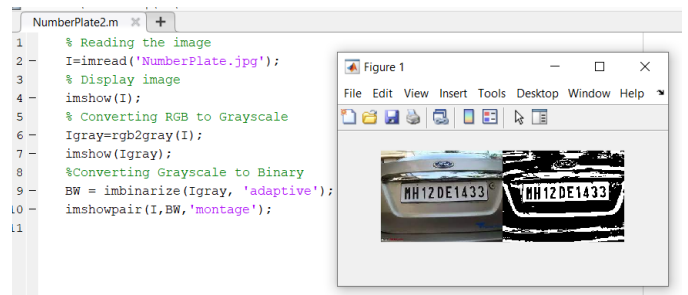 NumberPlate2.m
1 % Reading the image
2 - I=imread('NumberPlate.jpg');
3 % Display image
4 - imshow(I);
5 % Converting RGB to Grayscale
6 - Igray=rgb2gray(I);
7 - imshow(Igray);
8 %Converting Grayscale to Binary
9 - BW = imbinarize(Igray, 'adaptive');
10 - imshowpair(I,BW,'montage');
11
Figure 1
File Edit View Insert Tools Desktop Window Help
MH12DE1433 MH12DE1433